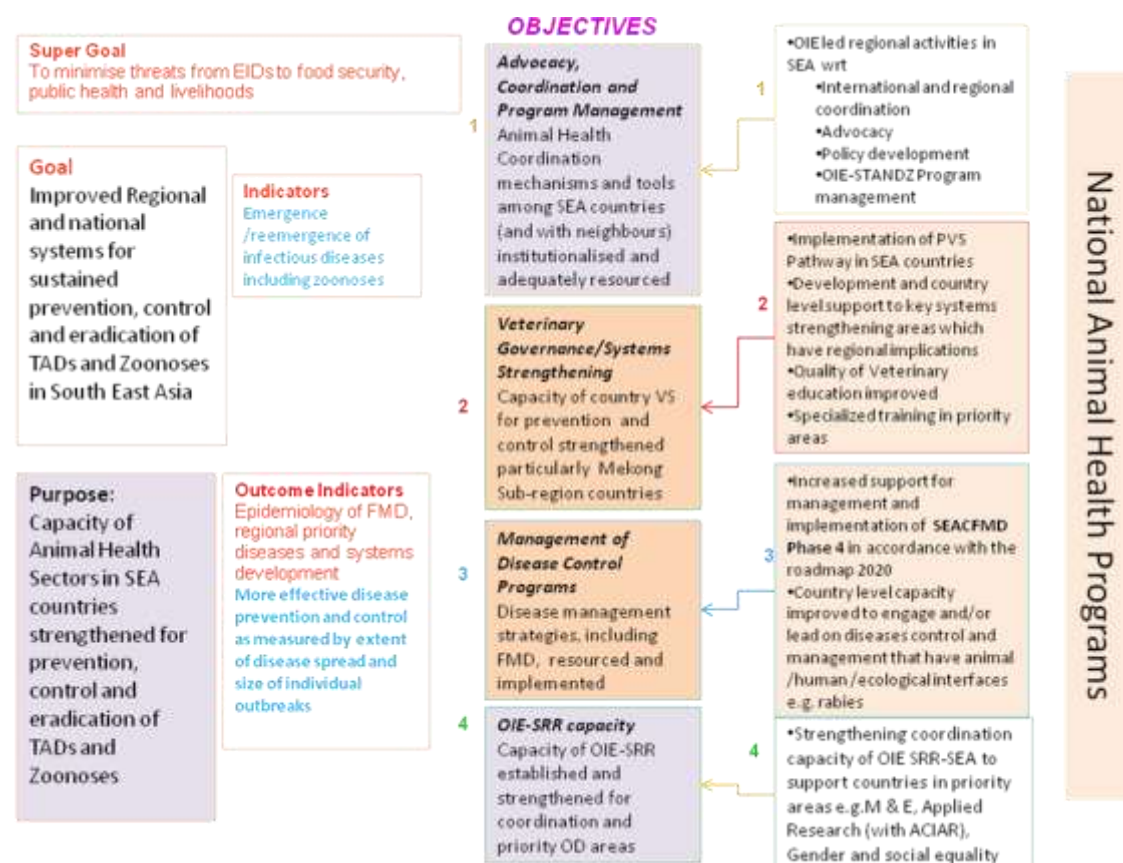 OBJECTIVES
Super Goal
To minimise threats from EIDs to food security,
public health and livelihoods
Goal
Improved Regional
and national
systems for
sustained
prevention, control
and eradication of
TADs and Zoonoses
in South East Asia
Indicators
Emergence
/reemergence of
infectious diseases
including zoonoses
Purpose:
Capacity of
Animal Health
Sectors in SEA
countries
strengthened for
prevention,
control and
eradication of
TADs and
Zoonoses
Outcome Indicators
Epidemiology of FMD,
regional priority
diseases and systems
development
More effective disease
prevention and control
as measured by extent
of disease spread and
size of individual
outbreaks
1
Advocacy,
Coordination and
Program Management
Animal Health
Coordination
mechanisms and tools
among SEA countries
(and with neighbours)
institutionalised and
adequately resourced
2
Veterinary
Governance/Systems
Strengthening
Capacity of country VS
for prevention and
control strengthened
particularly Mekong
Sub-region countries
3
Management of
Disease Control
Programs
Disease management
strategies, including
FMD, resourced and
implemented
4
OIE-SRR capacity
Capacity of OIE-SRR
established and
strengthened for
coordination and
priority OD areas
1
•OIE led regional activities in
SEA wrt
•International and regional
coordination
•Advocacy
•Policy development
•OIE-STANDZ Program
management
2
•Implementation of PVS
Pathway in SEA countries
•Development and country
level support to key systems
strengthening areas which
have regional implications
•Quality of Veterinary
education improved
•Specialized training in priority
areas
3
•Increased support for
management and
implementation of SEACFMD
Phase 4 in accordance with the
roadmap 2020
•Country level capacity
improved to engage and/or
lead on diseases control and
management that have animal
/human /ecological interfaces
e.g. rabies
4
•Strengthening coordination
capacity of OIE SRR-SEA to
support countries in priority
areas e.g.M & E, Applied
Research (with ACIAR),
Gender and social equality
National Animal Health Programs